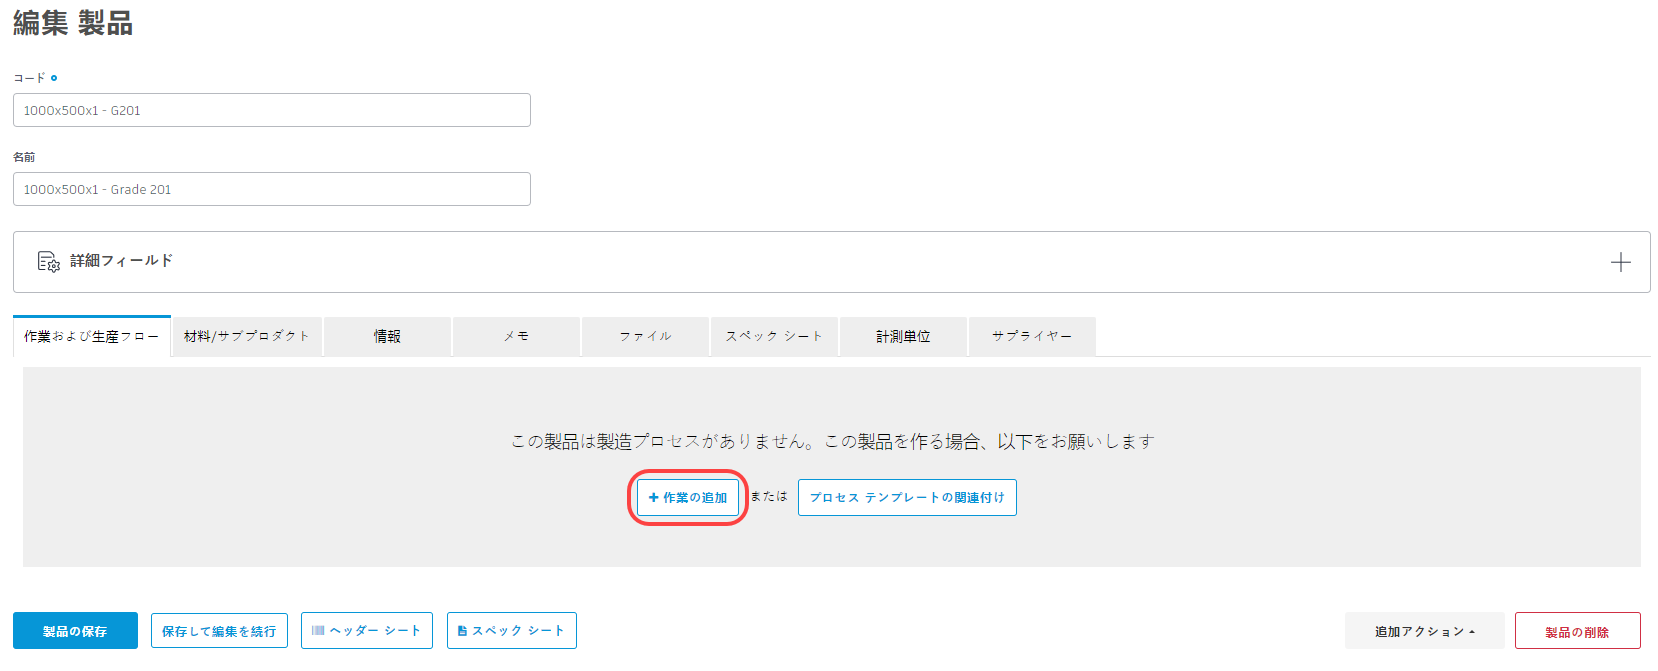 編集 製品
コード
1000x500x1 - G201
名前
1000x500x1 - Grade 201
詳細フィールド
作業および生産フロー 材料/サブプロダクト 情報 メモ ファイル スペック シート 計測単位 サプライヤー
この製品は製造プロセスがありません。この製品を作る場合、以下をお願いします
+ 作業の追加 または プロセス テンプレートの関連付け
製品の保存 保存して編集を続行 ヘッダー シート スペック シート 追加アクション 製品の削除